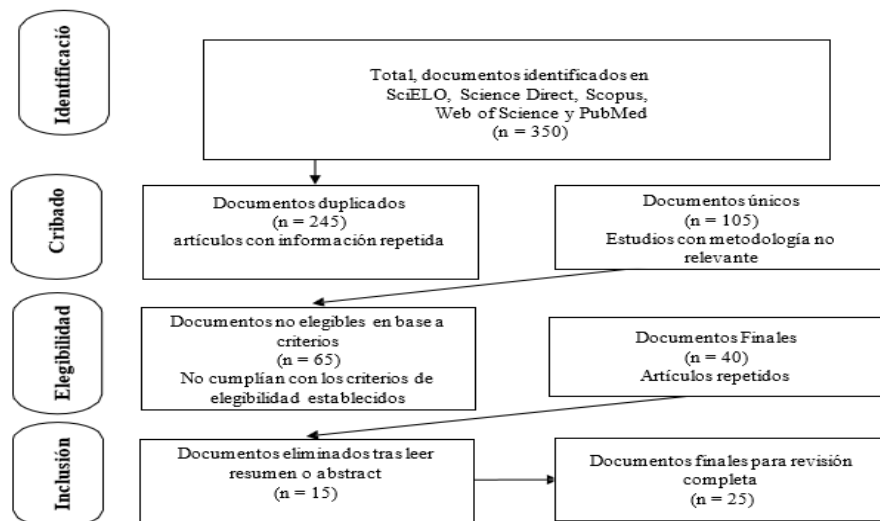 Identificació
Total, documentos identificados en
SciELO, Science Direct, Scopus,
Web of Science y PubMed
(n = 350)
Cribado
Documentos duplicados
(n = 245)
artículos con información repetida
Documentos únicos
(n = 105)
Estudios con metodología no
relevante
Elegibilidad
Documentos no elegibles en base a
criterios
(n = 65)
No cumplían con los criterios de
elegibilidad establecidos
Documentos Finales
(n = 40)
Artículos repetidos
Inclusión
Documentos eliminados tras leer
resumen o abstract
(n = 15)
Documentos finales para revisión
completa
(n = 25)